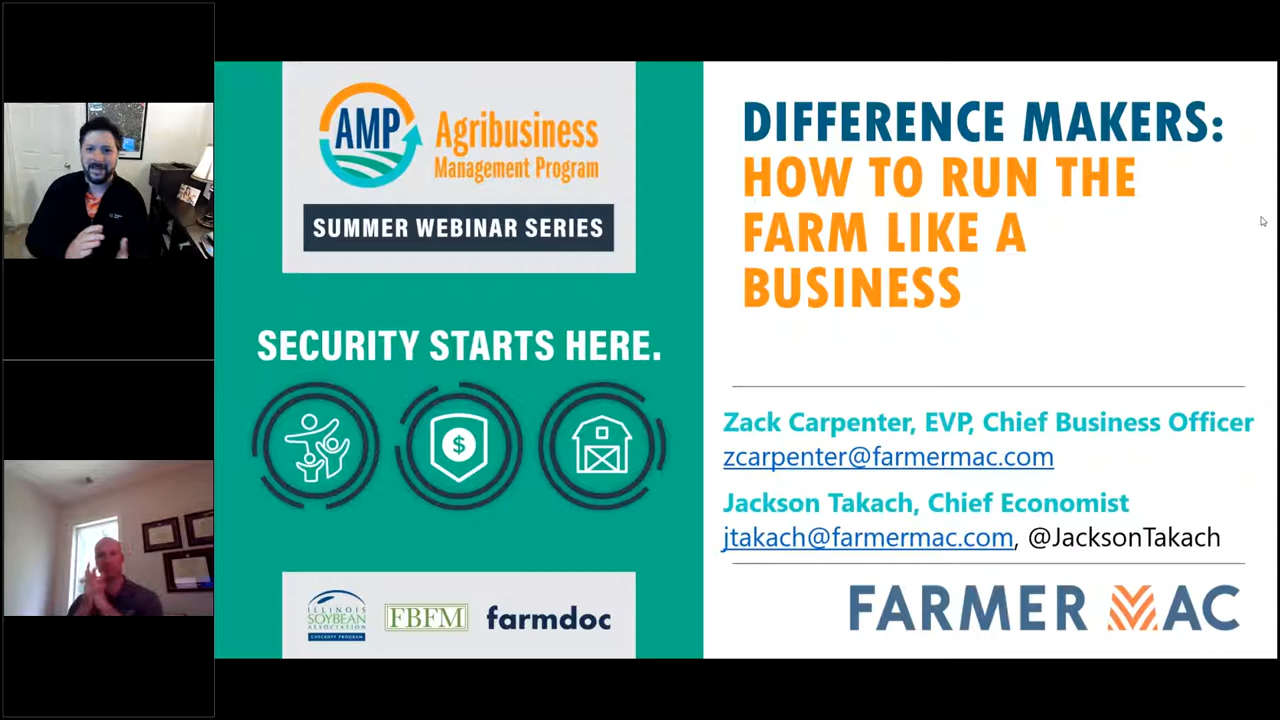 AMP
Agribusiness
Management Program
SUMMER WEBINAR SERIES
SECURITY STARTS HERE.
$
ILLINOIS
SOYBEAN
ASSOCIATION
CHECKOFF PROGRAM
FBFM
farmdoc
DIFFERENCE MAKERS:
HOW TO RUN THE
FARM LIKE A
BUSINESS
Zack Carpenter, EVP, Chief Business Officer
zcarpenter@farmermac.com
Jackson Takach, Chief Economist
jtakach@farmermac.com, @JacksonTakach
FARMER MAC